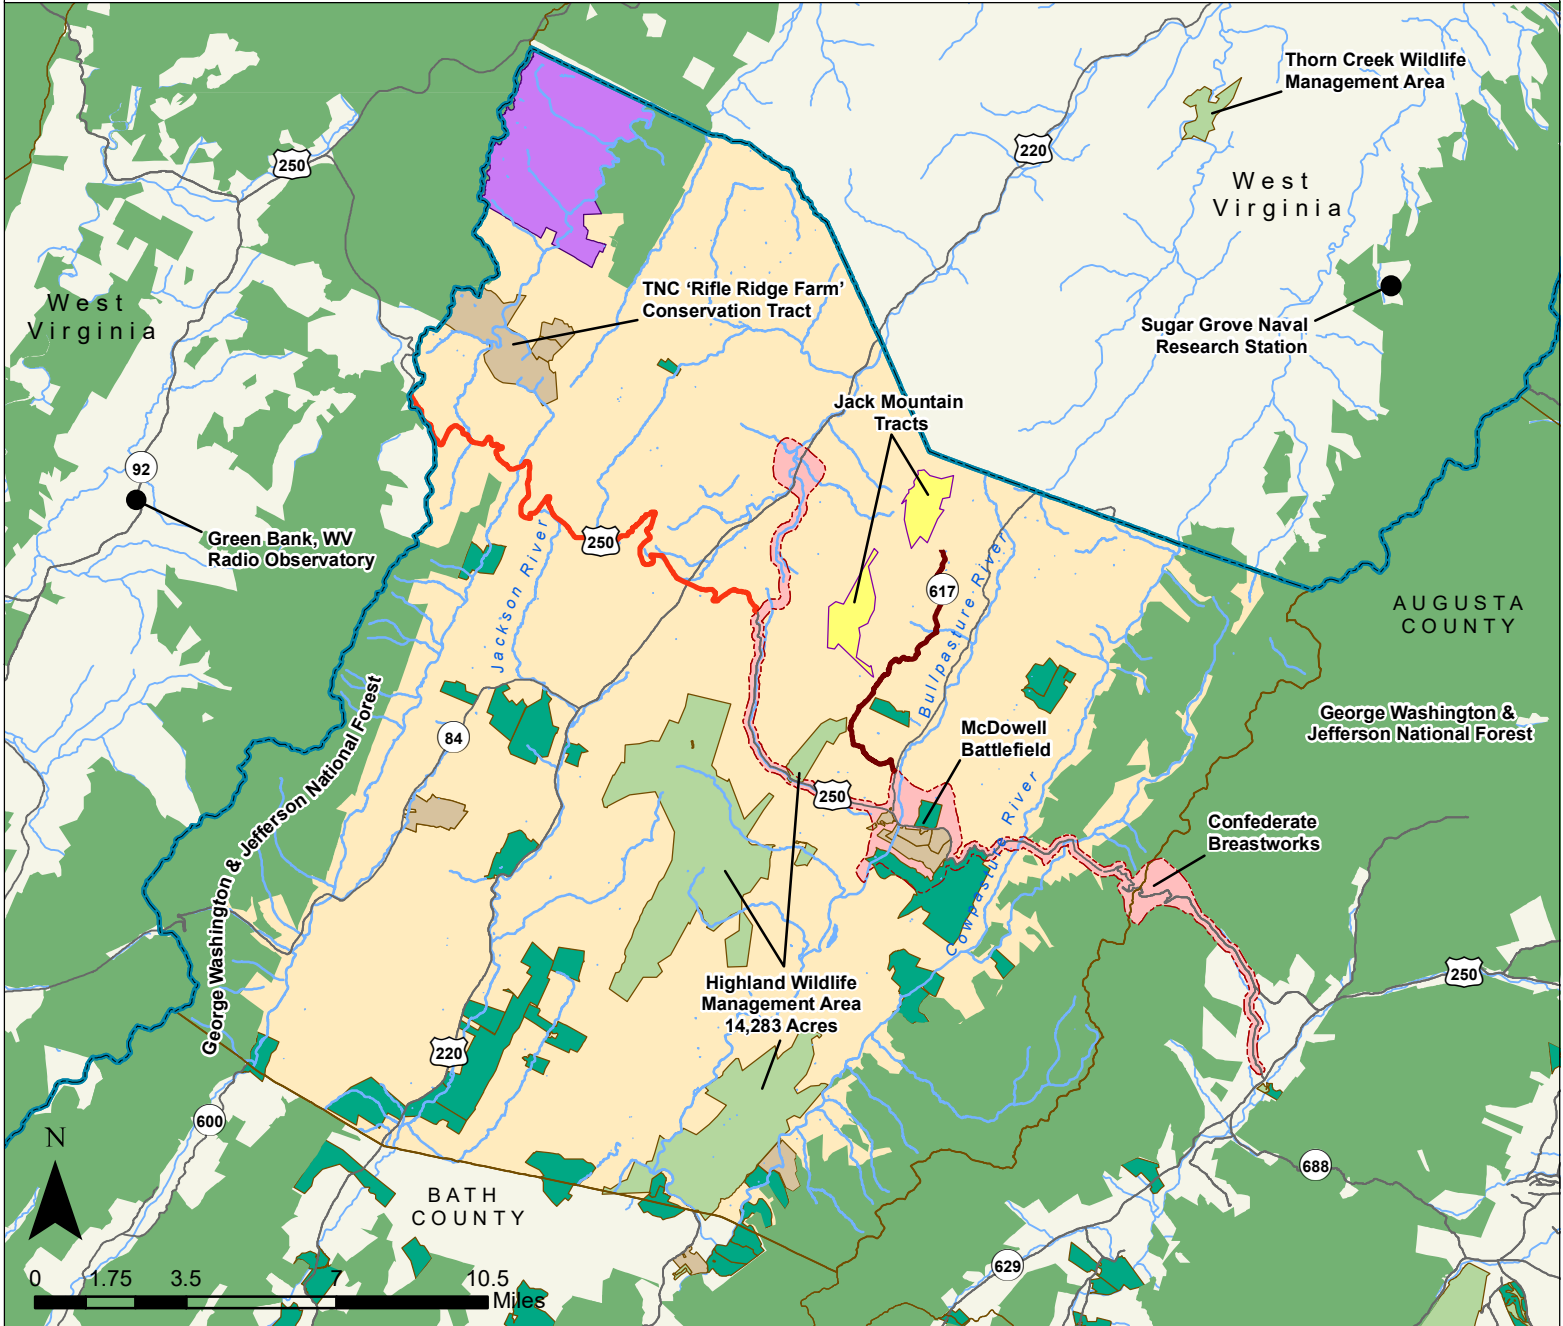 Thorn Creek Wildlife
Management Area
250
220
West
Virginia
TNC ‘Rifle Ridge Farm’
Conservation Tract
West
Virginia
Sugar Grove Naval
Research Station
Jack Mountain
Tracts
92
Green Bank, WV
Radio Observatory
250
Jackson River
617
Bullpasture River
AUGUSTA
COUNTY
George Washington &
Jefferson National Forest
84
McDowell
Battlefield
George Washington & Jefferson National Forest
250
Cowpasture River
Confederate
Breastworks
250
Highland Wildlife
Management Area
14,283 Acres
220
600
N
688
BATH
COUNTY
629
0 1.75 3.5 7 10.5
Miles